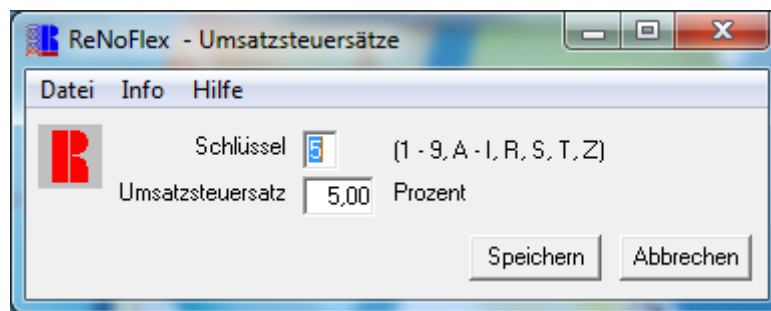 ReNoFlex - Umsatzsteuersätze
Datei Info Hilfe
Schlüssel 5 (1 - 9, A - I, R, S, T, Z)
Umsatzsteuersatz 5,00 Prozent
Speichern Abbrechen